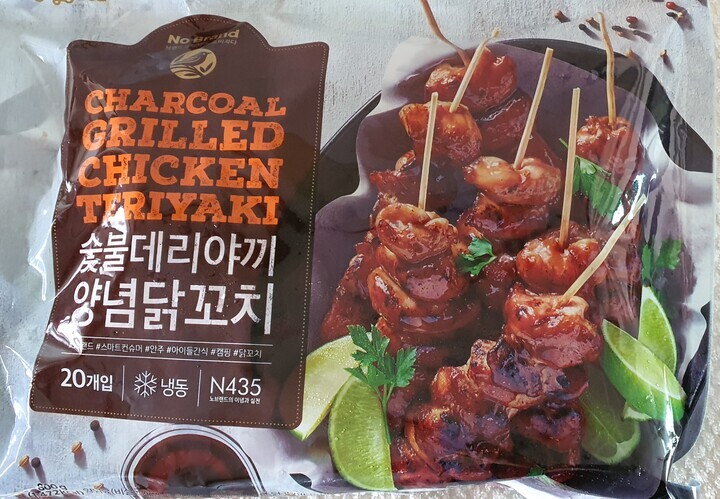 No Brand
CHARCOAL
GRILLED
CHICKEN
TERIYAKI
숯불데리야끼
양념닭꼬치
#스마트컨슈머 #안주 #아이들간식 #캠핑 #닭꼬치
20개입
냉동
N435
노브랜드의 이념과 실천